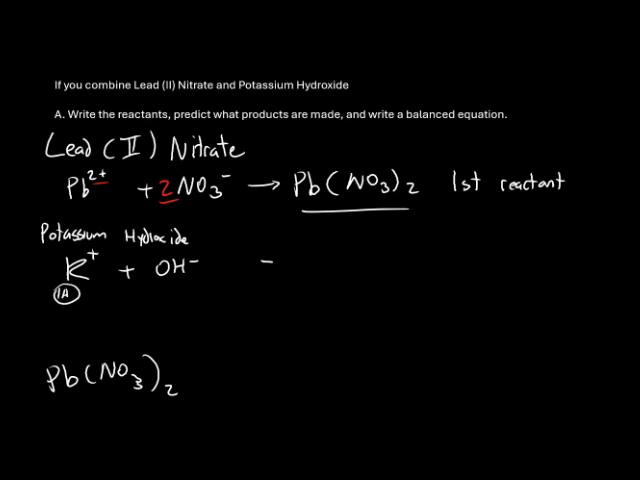 If you combine Lead (II) Nitrate and Potassium Hydroxide
A. Write the reactants, predict what products are made, and write a balanced equation.
Lead (II) Nitrate
Pb²⁺ + 2NO₃⁻ → Pb(NO₃)₂ 1st reactant
Potassium Hydroxide
K⁺ + OH⁻ –
1A
Pb(NO₃)₂